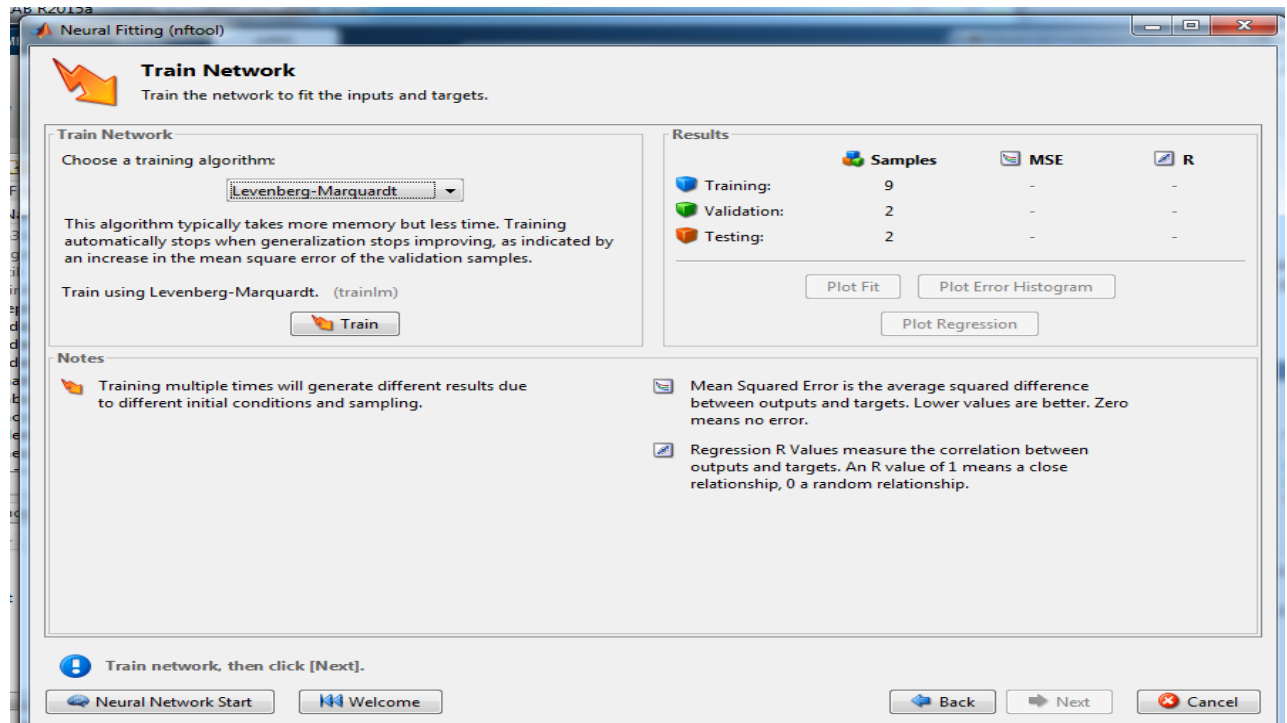 AB R2015a
Neural Fitting (nftool)
Train Network
Train the network to fit the inputs and targets.
Train Network
Choose a training algorithm:
Levenberg-Marquardt
This algorithm typically takes more memory but less time. Training
automatically stops when generalization stops improving, as indicated by
an increase in the mean square error of the validation samples.
Train using Levenberg-Marquardt. (trainlm)
Train
Results
Samples MSE R
Training: 9 - -
Validation: 2 - -
Testing: 2 - -
Plot Fit Plot Error Histogram
Plot Regression
Notes
Training multiple times will generate different results due
to different initial conditions and sampling.
Mean Squared Error is the average squared difference
between outputs and targets. Lower values are better. Zero
means no error.
Regression R Values measure the correlation between
outputs and targets. An R value of 1 means a close
relationship, 0 a random relationship.
Train network, then click [Next].
Neural Network Start Welcome Back Next Cancel